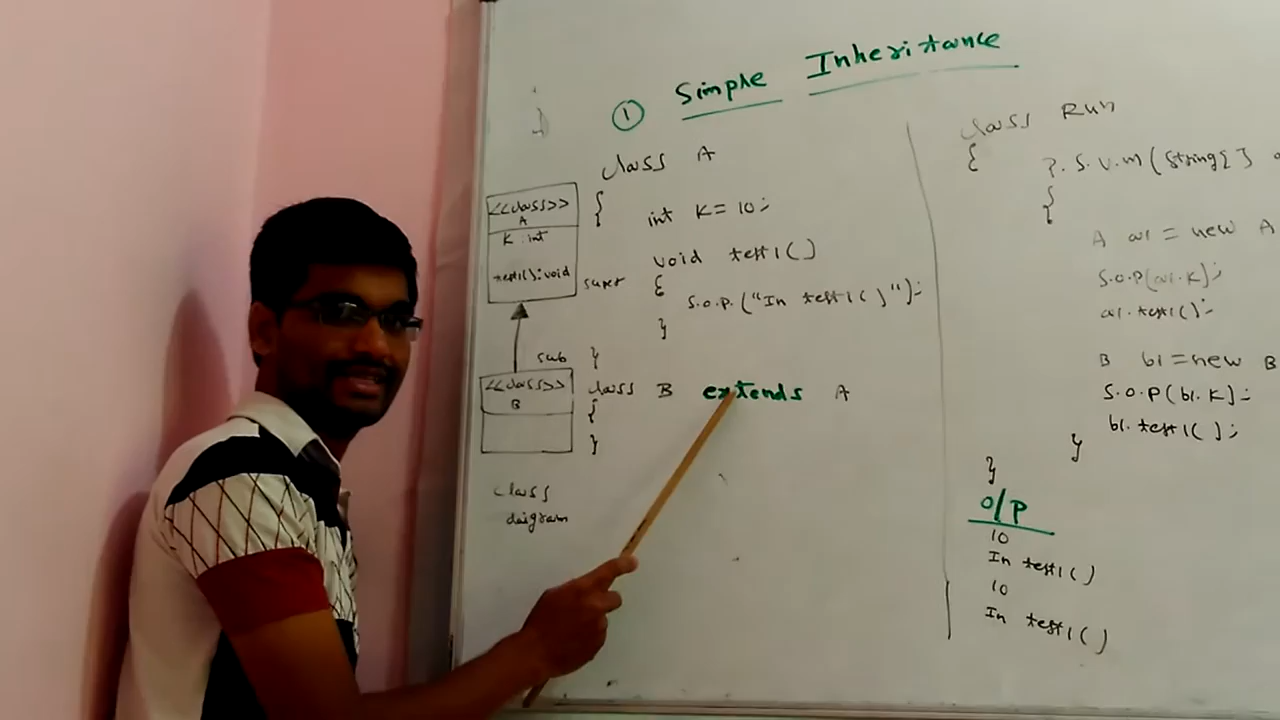 ① Simple Inheritance
class A
{
int K = 10;
void test1()
{
S.O.P.("In test1()");
}
}
class B extends A
{
}
<<class>>
A
K : int
test1() : void
super
sub
<<class>>
B
class
daigram
class Run
{
P.S.V.M(String[]
{
A a1 = new A
S.O.P(a1.K);
a1.test1();
B b1 = new B
S.O.P(b1.K);
b1.test1();
}
}
O/P
10
In test1()
10
In test1()